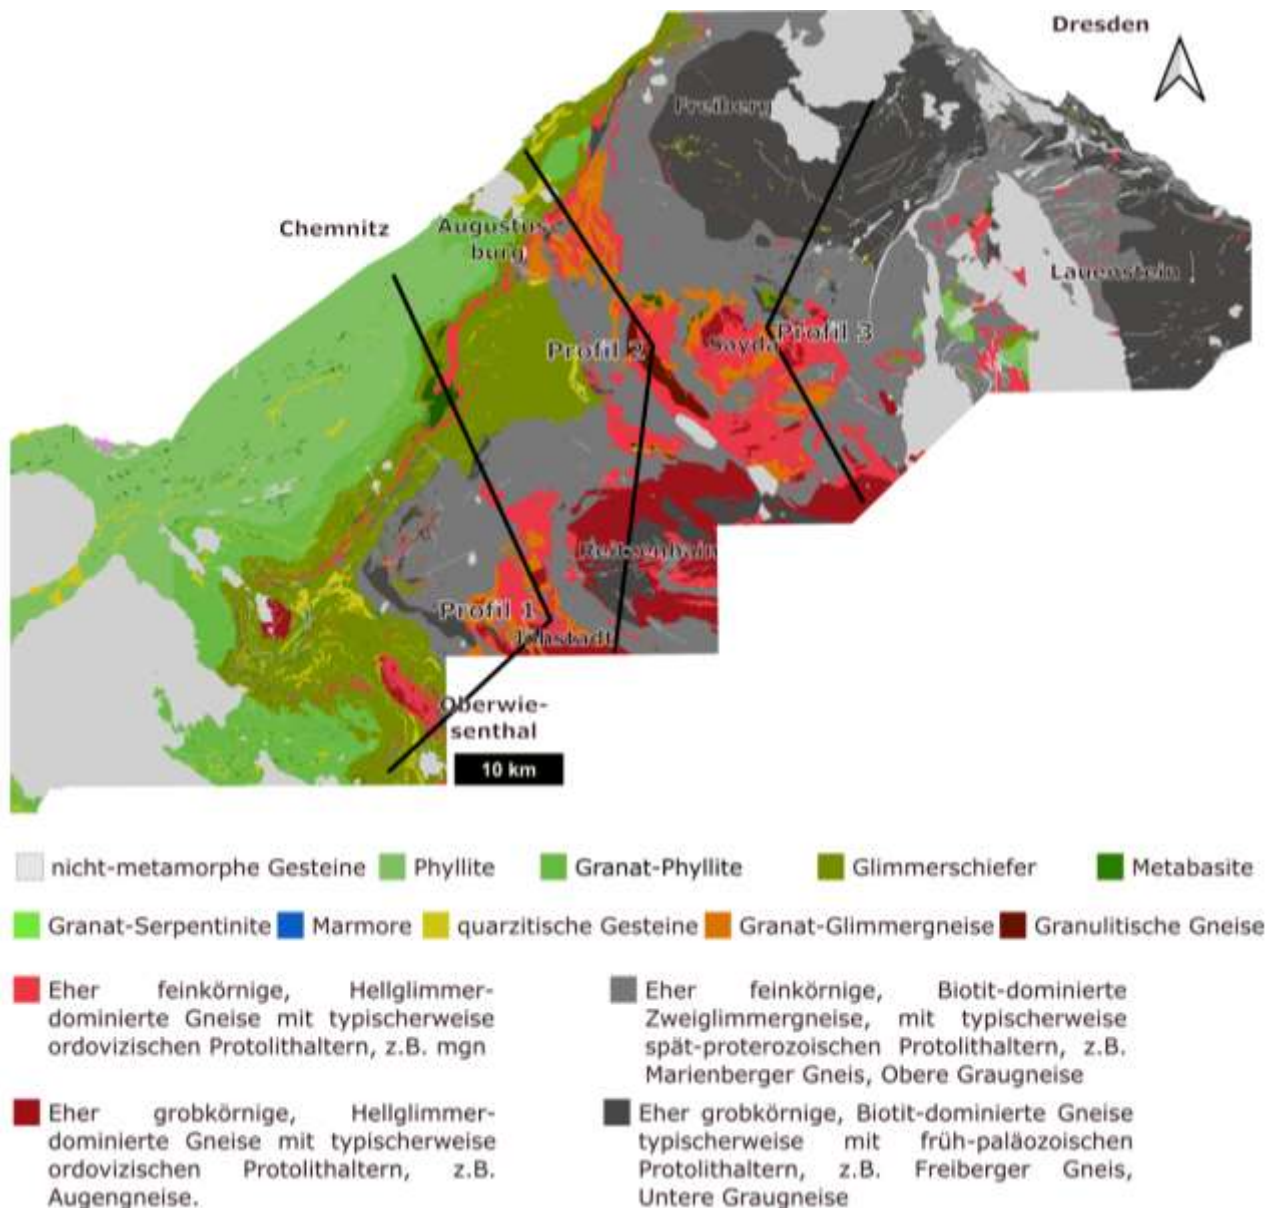 Dresden
Freiberg
Chemnitz
Augustus-
burg
Lauenstein
Profil 2
Sayda
Profil 3
Reitzenhain
Profil 1
Jöhstadt
Oberwie-
senthal
10 km
nicht-metamorphe Gesteine Phyllite Granat-Phyllite Glimmerschiefer Metabasite
Granat-Serpentinite Marmore quarzitische Gesteine Granat-Glimmergneise Granulitische Gneise
Eher feinkörnige, Hellglimmer-
dominierte Gneise mit typischerweise
ordovizischen Protolithaltern, z.B. mgn
Eher feinkörnige, Biotit-dominierte
Zweiglimmergneise, mit typischerweise
spät-proterozoischen Protolithaltern, z.B.
Marienberger Gneis, Obere Graugneise
Eher grobkörnige, Hellglimmer-
dominierte Gneise mit typischerweise
ordovizischen Protolithaltern, z.B.
Augengneise.
Eher grobkörnige, Biotit-dominierte Gneise
typischerweise mit früh-paläozoischen
Protolithaltern, z.B. Freiberger Gneis,
Untere Graugneise